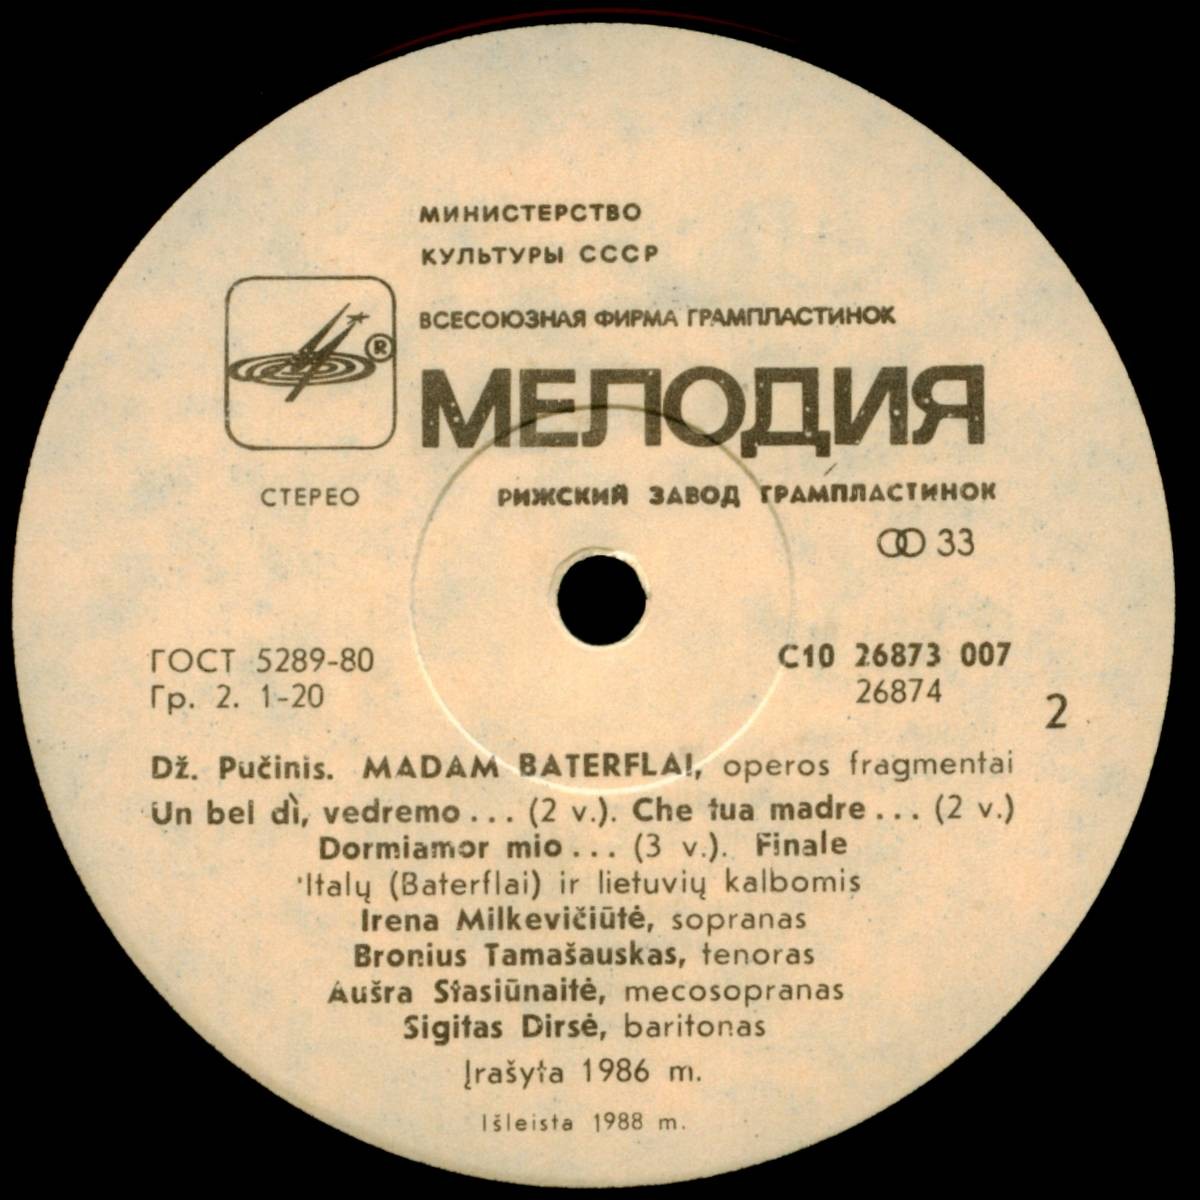 МИНИСТЕРСТВО
КУЛЬТУРЫ СССР
ВСЕСОЮЗНАЯ ФИРМА ГРАМПЛАСТИНОК
®
МЕЛОДИЯ
СТЕРЕО
РИЖСКИЙ ЗАВОД ГРАМПЛАСТИНОК
33
ГОСТ 5289-80
Гр. 2. 1-20
С10 26873 007
26874
2
Dž. Pučinis. MADAM BATERFLAI, operos fragmentai
Un bel dì, vedremo... (2 v.). Che tua madre... (2 v.)
Dormiamor mio... (3 v.). Finale
Italų (Baterflai) ir lietuvių kalbomis
Irena Milkevičiūtė, sopranas
Bronius Tamašauskas, tenoras
Aušra Stasiūnaitė, mecosopranas
Sigitas Dirsė, baritonas
Įrašyta 1986 m.
Išleista 1988 m.